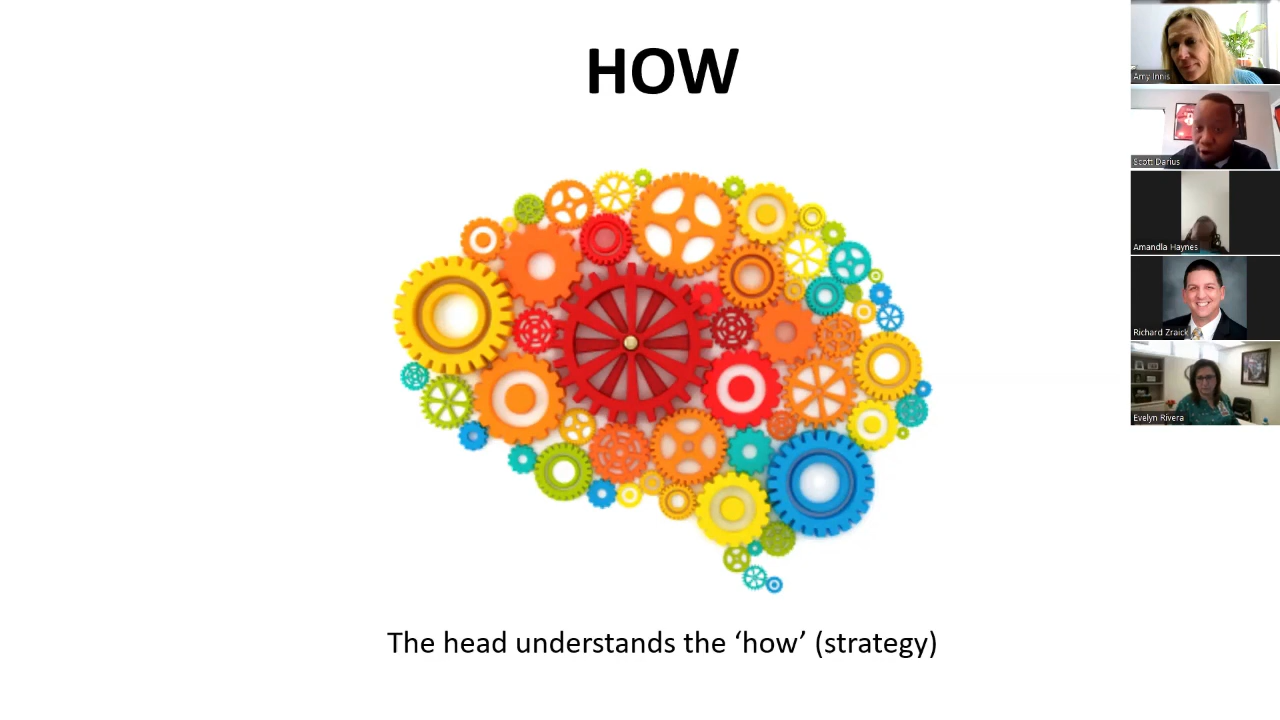 HOW
The head understands the ‘how’ (strategy)
Amy Innis
Scott Darius
Amandla Haynes
Richard Zraick
Evelyn Rivera